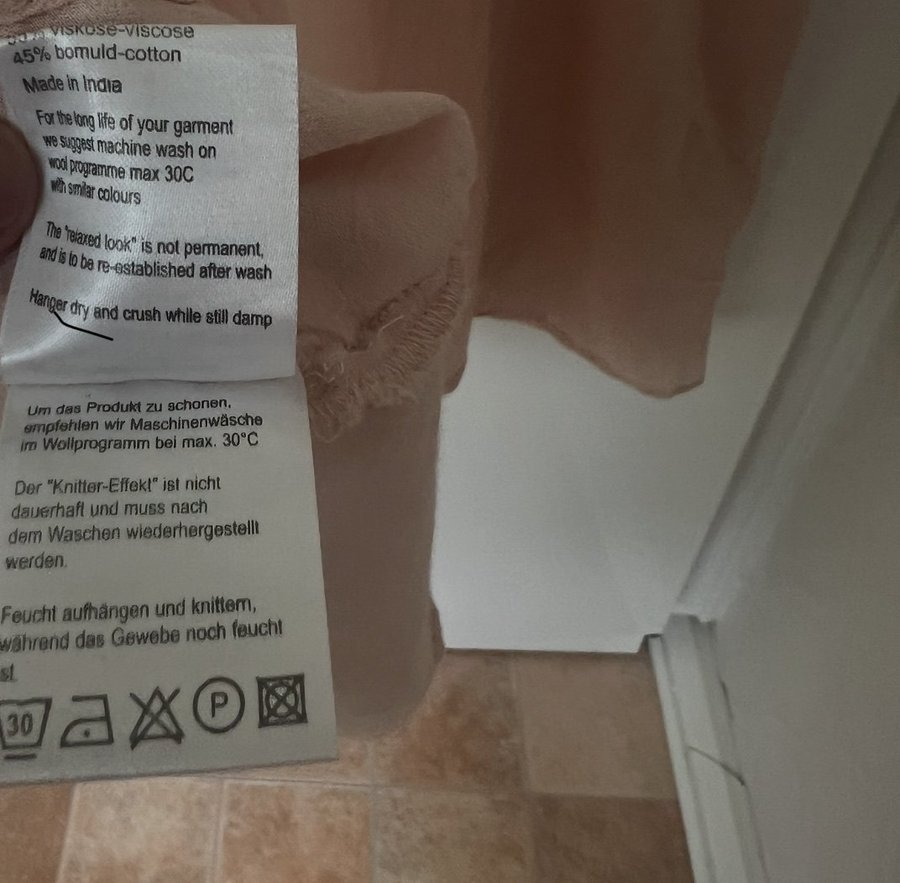 viskose-viscose
45% bomuld-cotton
Made in India
For the long life of your garment
we suggest machine wash on
wool programme max 30C
with similar colours
The "relaxed look" is not permanent,
and is to be re-established after wash
Hanger dry and crush while still damp
Um das Produkt zu schonen,
empfehlen wir Maschinenwäsche
im Wollprogramm bei max. 30°C
Der "Knitter-Effekt" ist nicht
dauerhaft und muss nach
dem Waschen wiederhergestellt
werden.
Feucht aufhängen und knittern,
während das Gewebe noch feucht
st.
30 P